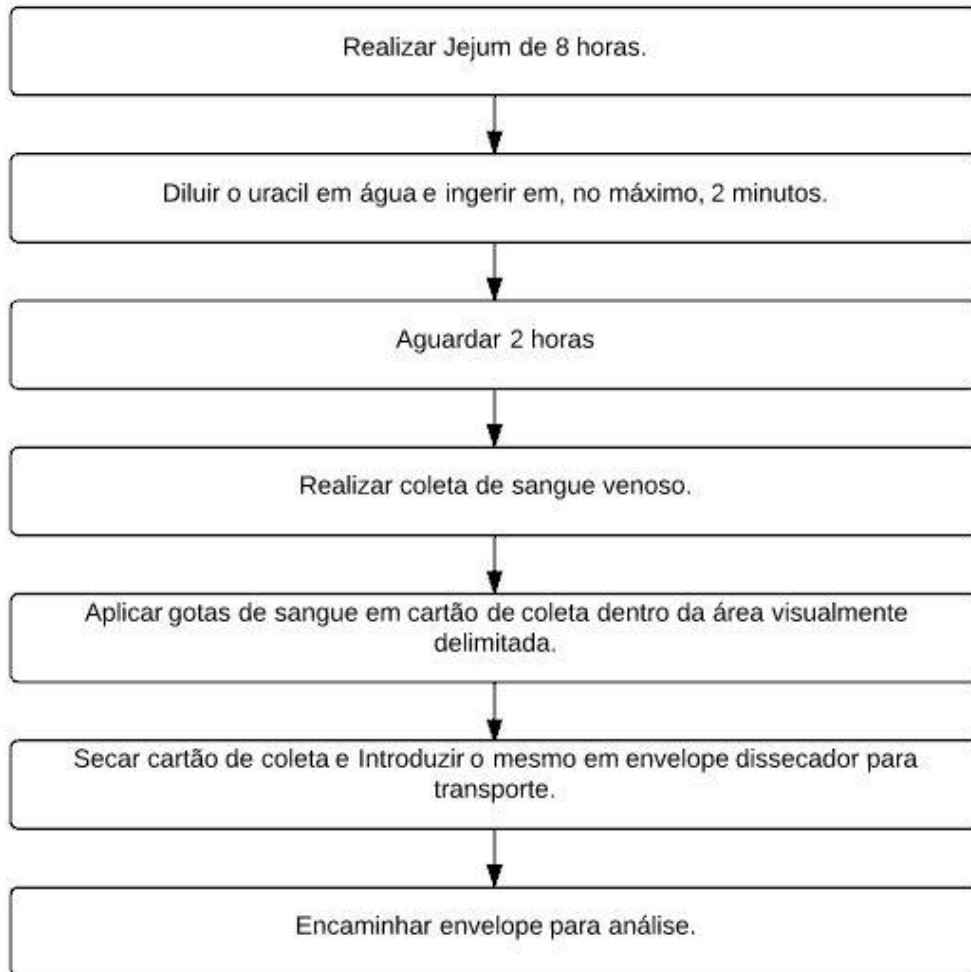 Realizar Jejum de 8 horas.
Diluir o uracil em água e ingerir em, no máximo, 2 minutos.
Aguardar 2 horas
Realizar coleta de sangue venoso.
Aplicar gotas de sangue em cartão de coleta dentro da área visualmente
delimitada.
Secar cartão de coleta e Introduzir o mesmo em envelope dissecador para
transporte.
Encaminhar envelope para análise.